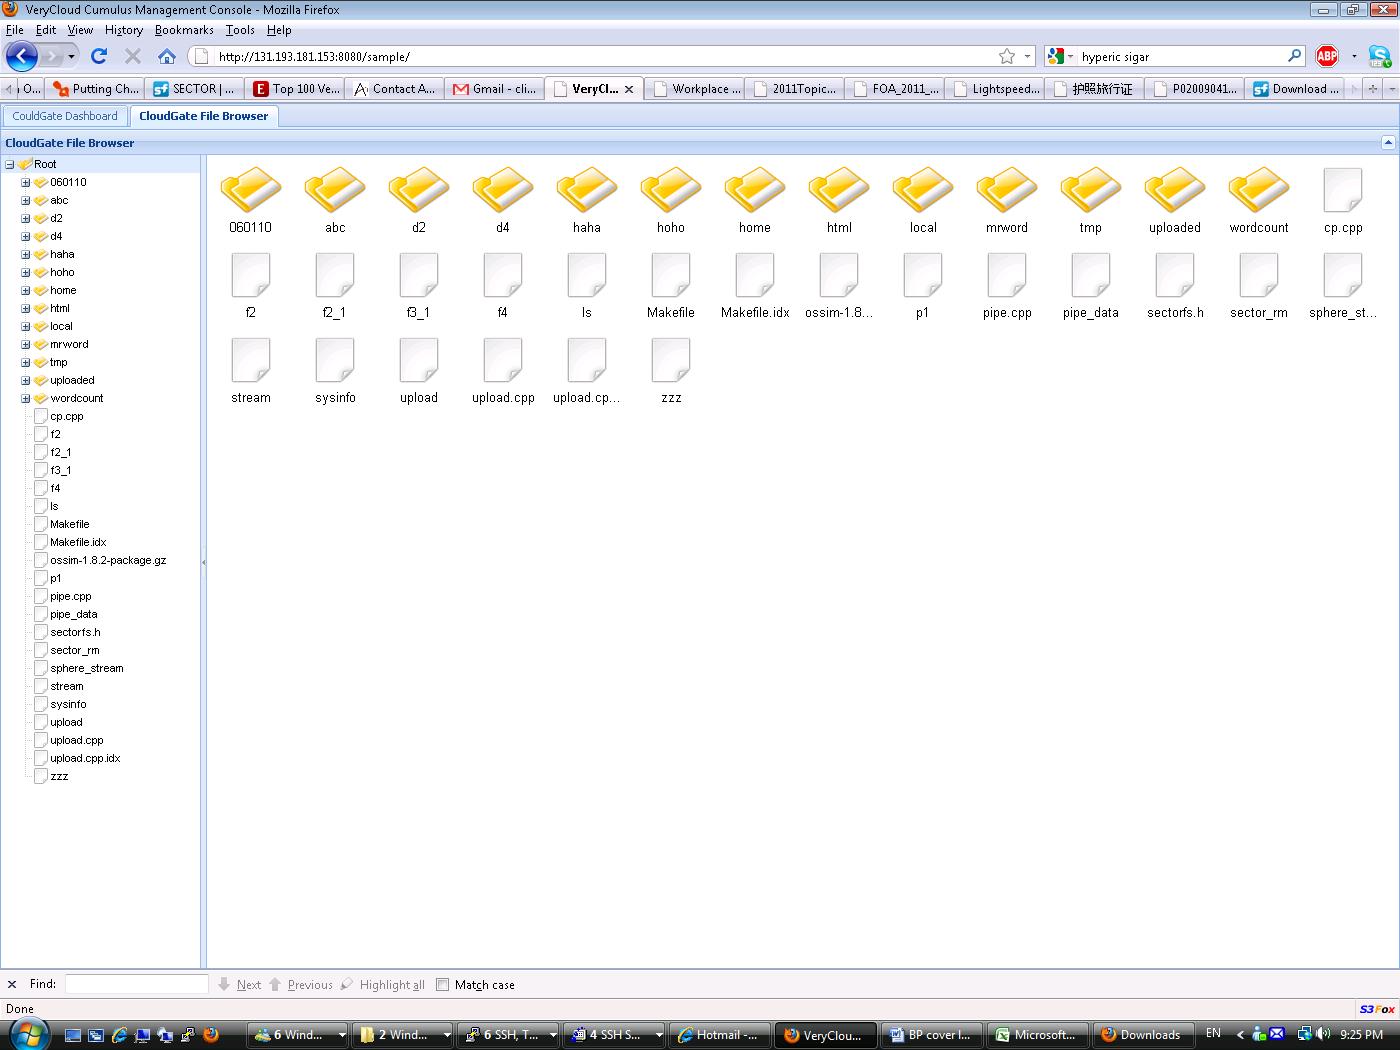 VeryCloud Cumulus Management Console - Mozilla Firefox
File Edit View History Bookmarks Tools Help
http://131.193.181.153:8080/sample/
hyperic sigar
ABP
O... Putting Ch... SECTOR | ... Top 100 Ve... Contact A... Gmail - cli... VeryCl... Workplace ... 2011Topic... FOA_2011_... Lightspeed... 护照旅行证 P02009041... Download ...
CouldGate Dashboard CloudGate File Browser
CloudGate File Browser
Root
060110
abc
d2
d4
haha
hoho
home
html
local
mrword
tmp
uploaded
wordcount
cp.cpp
f2
f2_1
f3_1
f4
ls
Makefile
Makefile.idx
ossim-1.8.2-package.gz
p1
pipe.cpp
pipe_data
sectorfs.h
sector_rm
sphere_stream
stream
sysinfo
upload
upload.cpp
upload.cpp.idx
zzz
060110 abc d2 d4 haha hoho home html local mrword tmp uploaded wordcount cp.cpp
f2 f2_1 f3_1 f4 ls Makefile Makefile.idx ossim-1.8... p1 pipe.cpp pipe_data sectorfs.h sector_rm sphere_st...
stream sysinfo upload upload.cpp upload.cp... zzz
Find: Next Previous Highlight all Match case
Done
S3Fox
6 Wind... 2 Wind... 6 SSH, T... 4 SSH S... Hotmail -... VeryClou... BP cover l... Microsoft... Downloads EN 9:25 PM